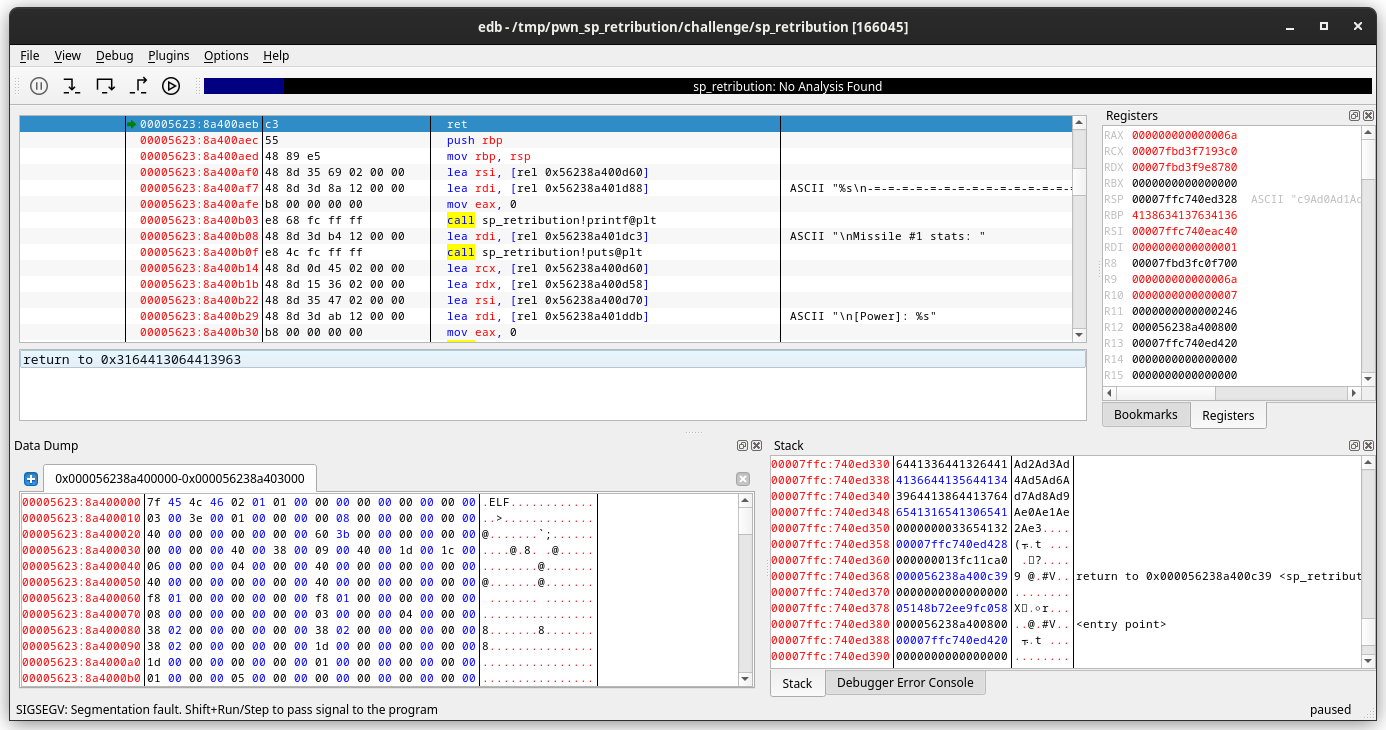 edb - /tmp/pwn_sp_retribution/challenge/sp_retribution [166045]
File View Debug Plugins Options Help
sp_retribution: No Analysis Found
00005623:8a400aeb c3 ret
00005623:8a400aec 55 push rbp
00005623:8a400aed 48 89 e5 mov rbp, rsp
00005623:8a400af0 48 8d 35 69 02 00 00 lea rsi, [rel 0x56238a400d60]
00005623:8a400af7 48 8d 3d 8a 12 00 00 lea rdi, [rel 0x56238a401d88] ASCII "%s\n-=-=-=-=-=-=-=-=-=-=-=-=-=-=
00005623:8a400afe b8 00 00 00 00 mov eax, 0
00005623:8a400b03 e8 68 fc ff ff call sp_retribution!printf@plt
00005623:8a400b08 48 8d 3d b4 12 00 00 lea rdi, [rel 0x56238a401dc3] ASCII "\nMissile #1 stats: "
00005623:8a400b0f e8 4c fc ff ff call sp_retribution!puts@plt
00005623:8a400b14 48 8d 0d 45 02 00 00 lea rcx, [rel 0x56238a400d60]
00005623:8a400b1b 48 8d 15 36 02 00 00 lea rdx, [rel 0x56238a400d58]
00005623:8a400b22 48 8d 35 47 02 00 00 lea rsi, [rel 0x56238a400d70]
00005623:8a400b29 48 8d 3d ab 12 00 00 lea rdi, [rel 0x56238a401ddb] ASCII "\n[Power]: %s"
00005623:8a400b30 b8 00 00 00 00 mov eax, 0
return to 0x3164413064413963
Registers
RAX 000000000000006a
RCX 00007fbd3f7193c0
RDX 00007fbd3f9e8780
RBX 0000000000000000
RSP 00007ffc740ed328 ASCII "c9Ad0Ad1Ad
RBP 4138634137634136
RSI 00007ffc740eac40
RDI 0000000000000001
R8 00007fbd3fc0f700
R9 000000000000006a
R10 0000000000000007
R11 0000000000000246
R12 000056238a400800
R13 00007ffc740ed420
R14 0000000000000000
R15 0000000000000000
Bookmarks Registers
Data Dump
0x000056238a400000-0x000056238a403000
00005623:8a400000 7f 45 4c 46 02 01 01 00 00 00 00 00 00 00 00 00 .ELF............
00005623:8a400010 03 00 3e 00 01 00 00 00 00 08 00 00 00 00 00 00 ..>.............
00005623:8a400020 40 00 00 00 00 00 00 00 60 3b 00 00 00 00 00 00 @.......`;......
00005623:8a400030 00 00 00 00 40 00 38 00 09 00 40 00 1d 00 1c 00 ....@.8. .@.....
00005623:8a400040 06 00 00 00 04 00 00 00 40 00 00 00 00 00 00 00 ........@.......
00005623:8a400050 40 00 00 00 00 00 00 00 40 00 00 00 00 00 00 00 @.......@.......
00005623:8a400060 f8 01 00 00 00 00 00 00 f8 01 00 00 00 00 00 00 ....... .......
00005623:8a400070 08 00 00 00 00 00 00 00 03 00 00 00 04 00 00 00 ................
00005623:8a400080 38 02 00 00 00 00 00 00 38 02 00 00 00 00 00 00 8.......8.......
00005623:8a400090 38 02 00 00 00 00 00 00 1d 00 00 00 00 00 00 00 8...............
00005623:8a4000a0 1d 00 00 00 00 00 00 00 01 00 00 00 00 00 00 00 ................
00005623:8a4000b0 01 00 00 00 05 00 00 00 00 00 00 00 00 00 00 00 ................
Stack
00007ffc:740ed330 6441336441326441 Ad2Ad3Ad
00007ffc:740ed338 4136644135644134 4Ad5Ad6A
00007ffc:740ed340 3964413864413764 d7Ad8Ad9
00007ffc:740ed348 6541316541306541 Ae0Ae1Ae
00007ffc:740ed350 0000000033654132 2Ae3....
00007ffc:740ed358 00007ffc740ed428
00007ffc:740ed360 000000013fc11ca0
00007ffc:740ed368 000056238a400c39 9 @.#V.. return to 0x000056238a400c39 <sp_retribut
00007ffc:740ed370 0000000000000000 ........
00007ffc:740ed378 05148b72ee9fc058
00007ffc:740ed380 000056238a400800 ..@.#V.. <entry point>
00007ffc:740ed388 00007ffc740ed420
00007ffc:740ed390 0000000000000000 ........
Stack Debugger Error Console
SIGSEGV: Segmentation fault. Shift+Run/Step to pass signal to the program
paused